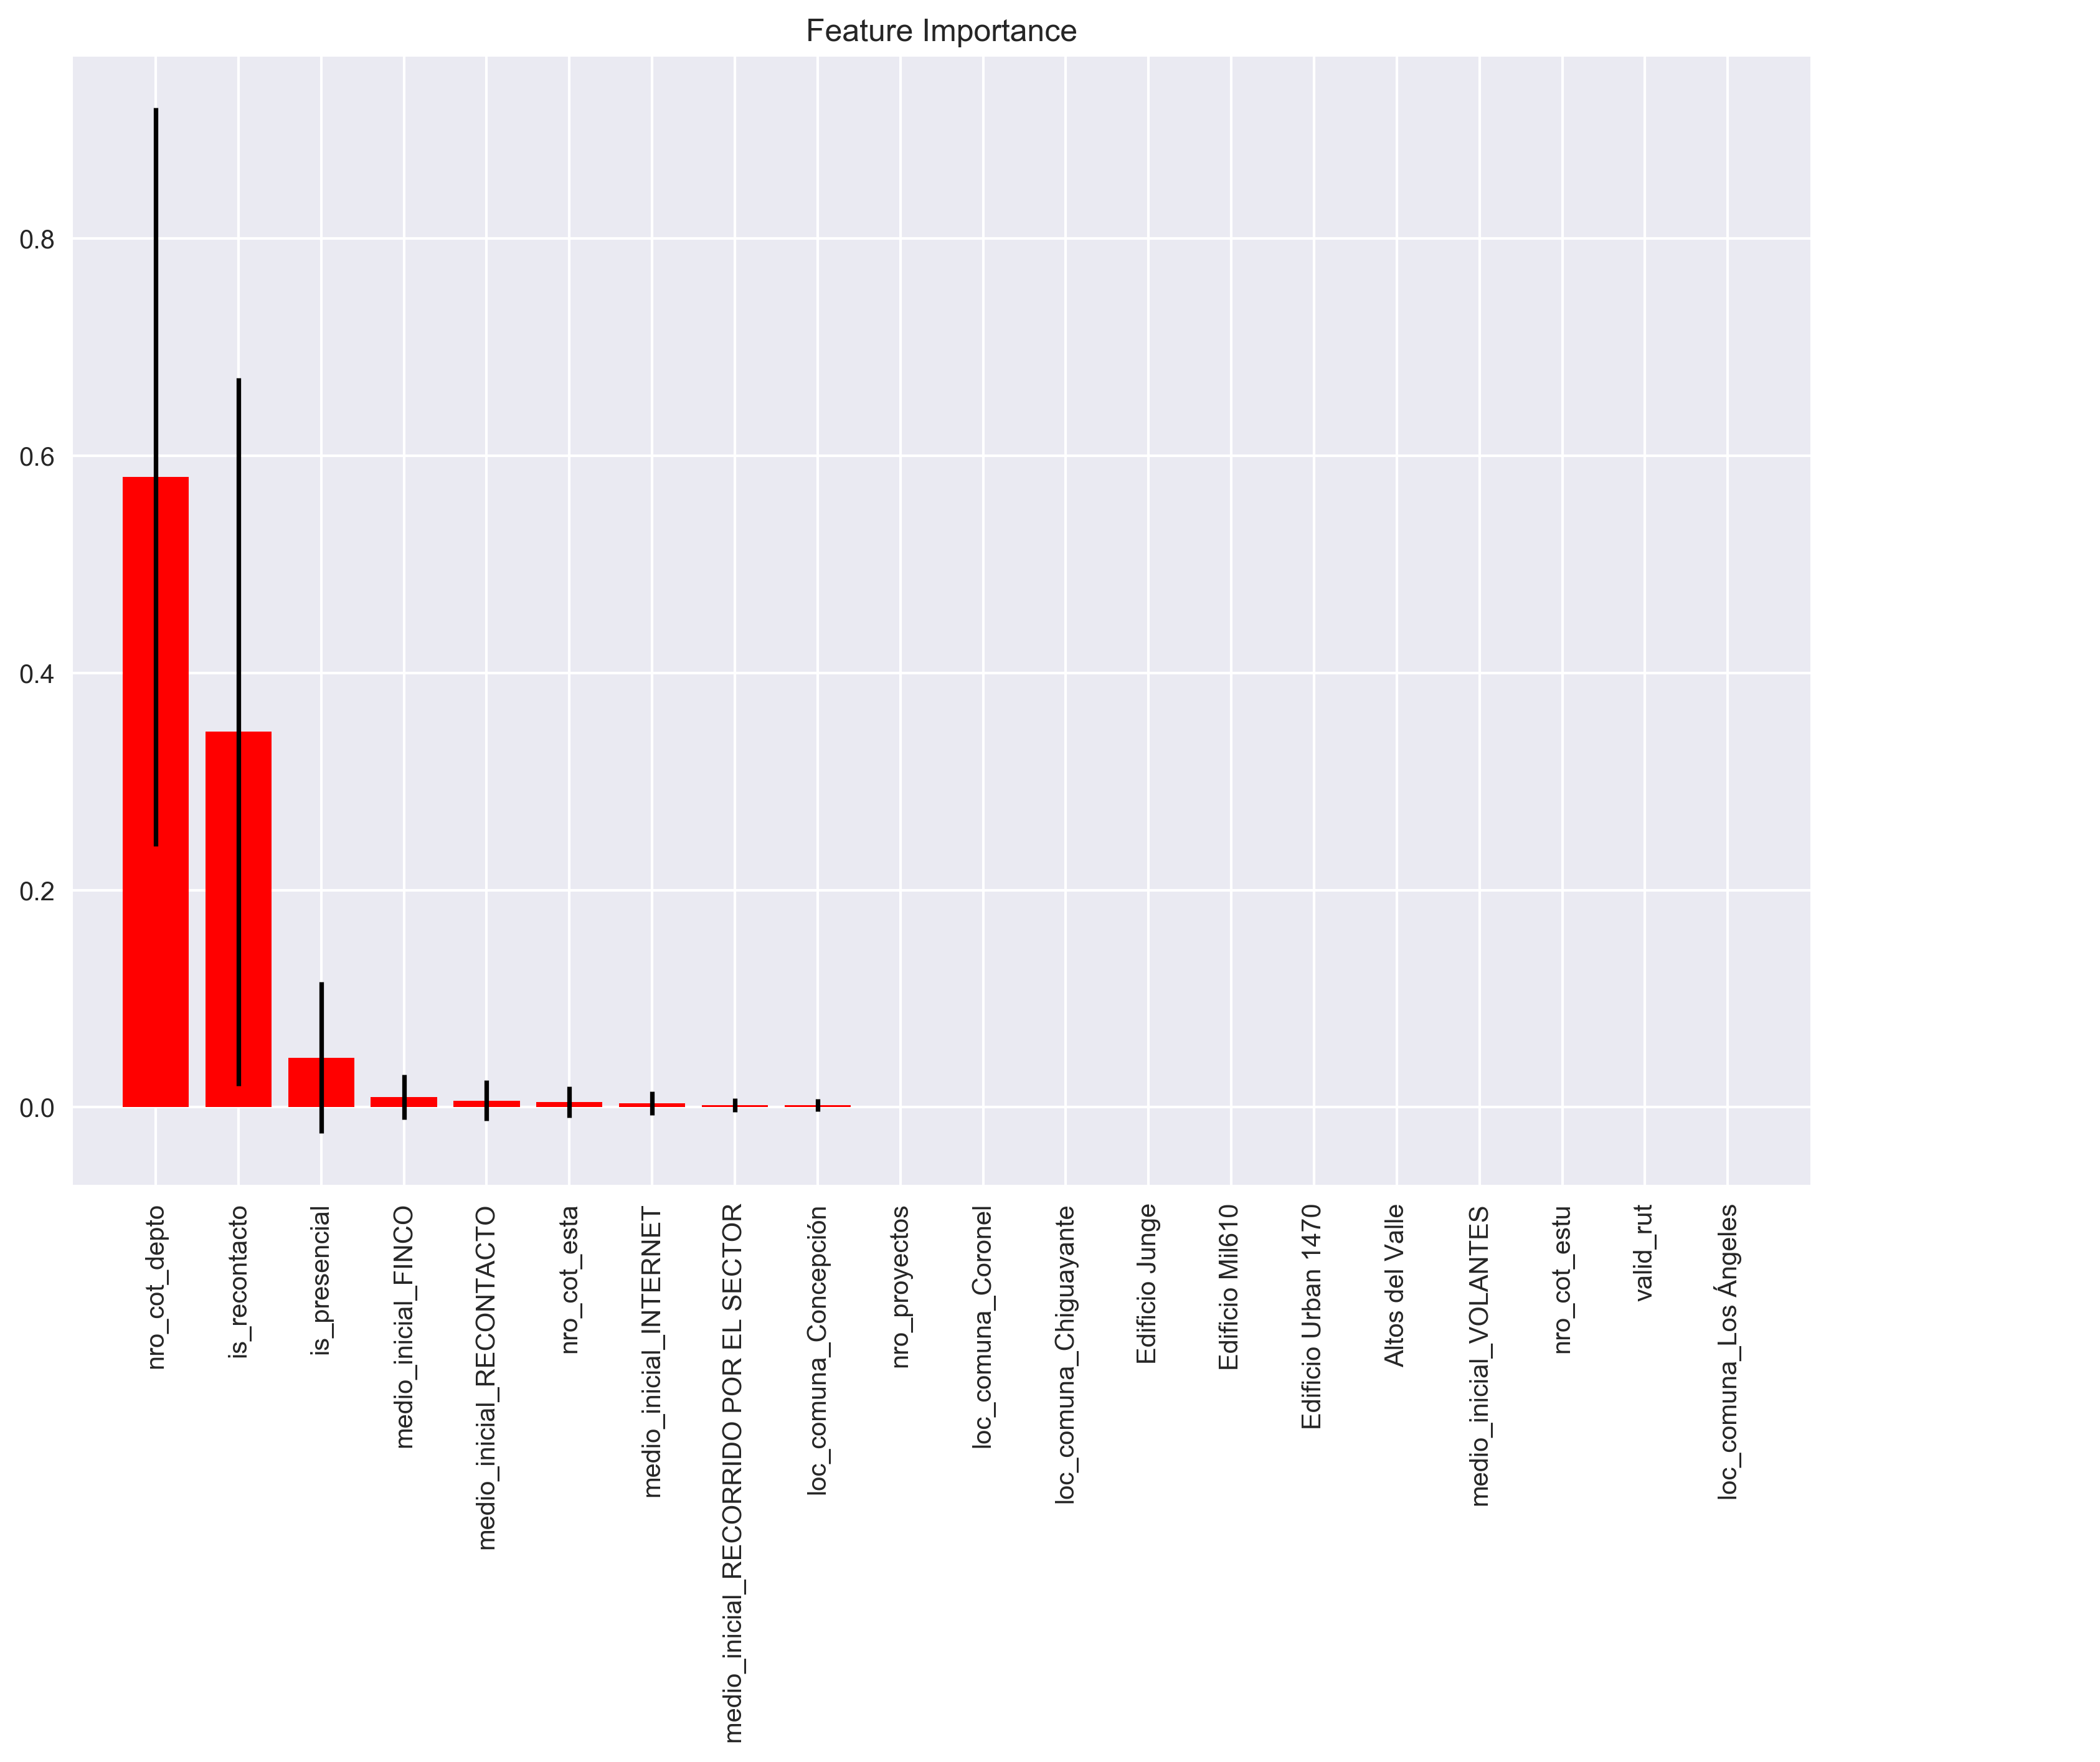 Feature Importance
0.8
0.6
0.4
0.2
0.0
nro_cot_depto
is_recontacto
is_presencial
medio_inicial_FINCO
medio_inicial_RECONTACTO
nro_cot_esta
medio_inicial_INTERNET
medio_inicial_RECORRIDO POR EL SECTOR
loc_comuna_Concepción
nro_proyectos
loc_comuna_Coronel
loc_comuna_Chiguayante
Edificio Junge
Edificio Mil610
Edificio Urban 1470
Altos del Valle
medio_inicial_VOLANTES
nro_cot_estu
valid_rut
loc_comuna_Los Ángeles